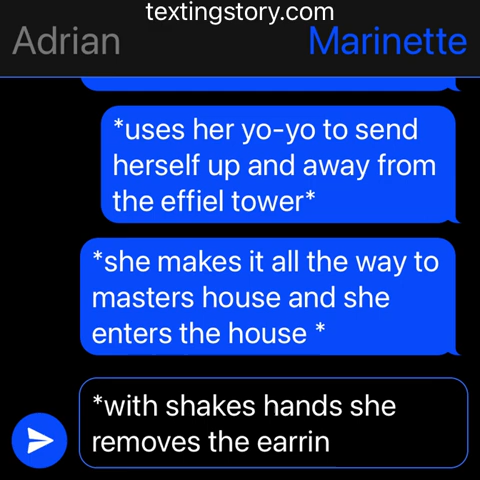 textingstory.com
Adrian Marinette
*uses her yo-yo to send
herself up and away from
the effiel tower*
*she makes it all the way to
masters house and she
enters the house *
*with shakes hands she
removes the earrin